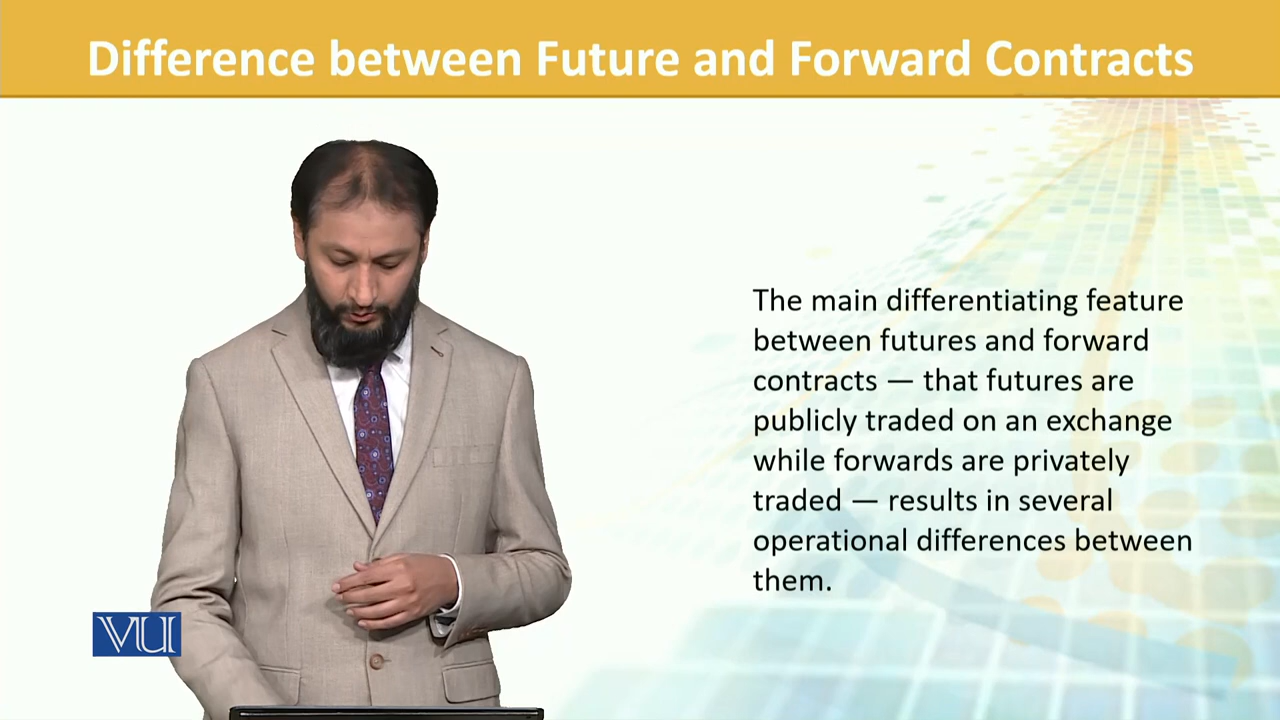 Difference between Future and Forward Contracts
The main differentiating feature
between futures and forward
contracts — that futures are
publicly traded on an exchange
while forwards are privately
traded — results in several
operational differences between
them.
VU